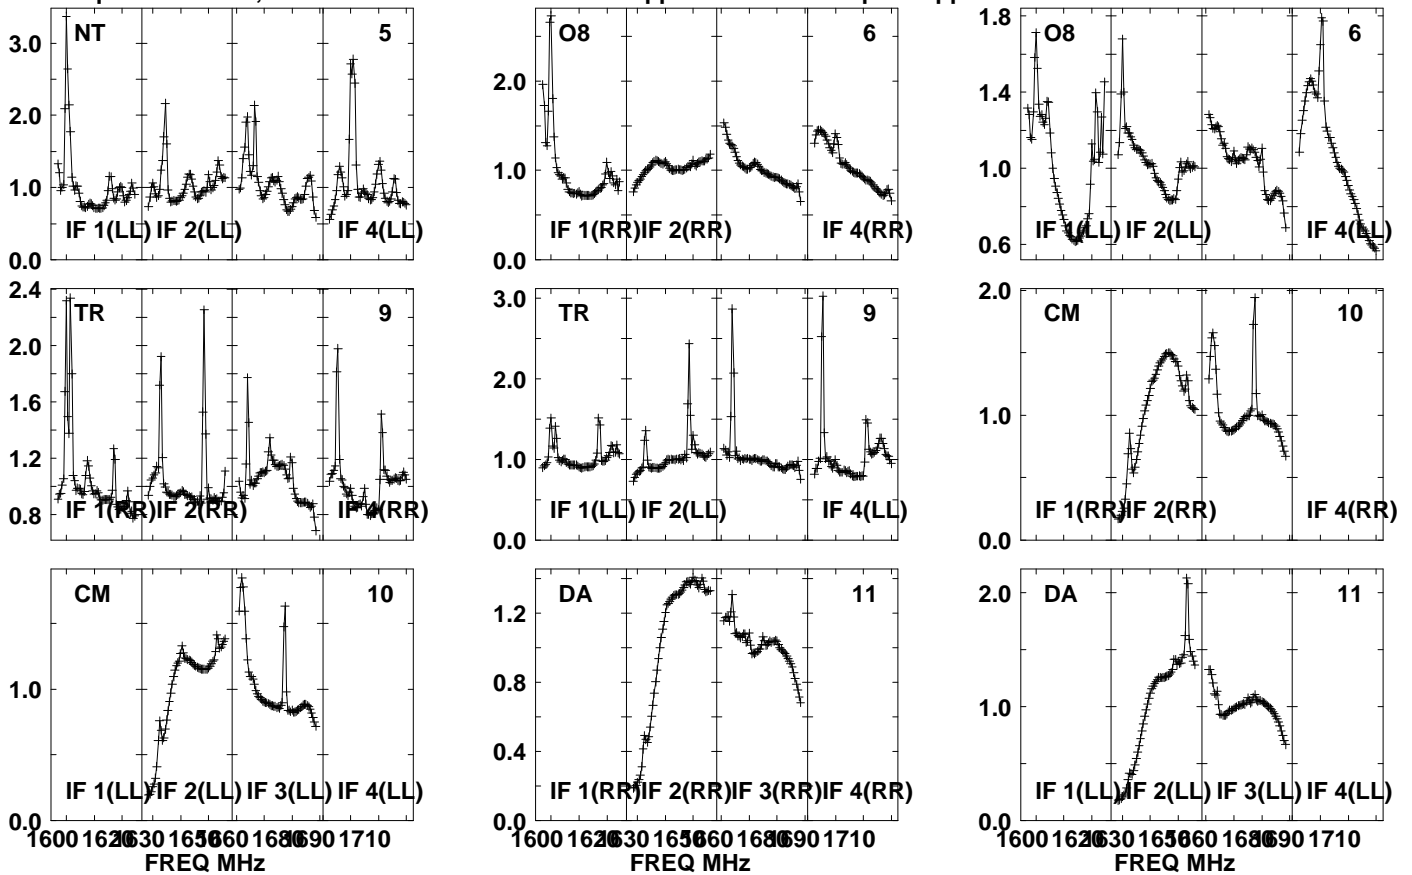 NT 5 O8 6 O8 6
3.0 2.0 1.8
2.0 1.4
1.0 1.0 1.0
0.6
IF 1(LL) IF 2(LL) IF 4(LL) IF 1(RR) IF 2(RR) IF 4(RR) IF 1(LL) IF 2(LL) IF 4(LL)
0.0 0.0
2.4 3.0 2.0
TR 9 TR 9 CM 10
2.0 2.0
1.6 1.0
1.2 1.0
0.8
IF 1(RR) IF 2(RR) IF 4(RR) IF 1(LL) IF 2(LL) IF 4(LL) IF 1(RR) IF 2(RR) IF 4(RR)
0.0 0.0
CM 10 DA 11 DA 11
1.2 2.0
1.0 0.8 1.0
0.4
IF 1(LL) IF 2(LL) IF 3(LL) IF 4(LL) IF 1(RR) IF 2(RR) IF 3(RR) IF 4(RR) IF 1(LL) IF 2(LL) IF 3(LL) IF 4(LL)
0.0 0.0 0.0
1600 1620 1630 1650 1660 1680 1690 1710 1600 1620 1630 1650 1660 1680 1690 1710 1600 1620 1630 1650 1660 1680 1690 1710
FREQ MHz FREQ MHz FREQ MHz